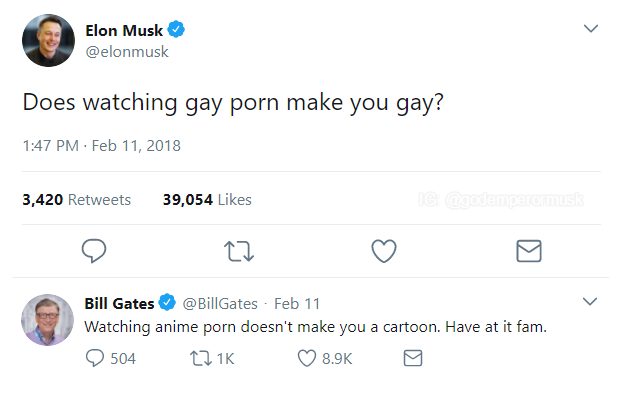 Elon Musk
@elonmusk
Does watching gay porn make you gay?
1:47 PM · Feb 11, 2018
3,420 Retweets 39,054 Likes
IG: @godemperormusk
Bill Gates @BillGates · Feb 11
Watching anime porn doesn't make you a cartoon. Have at it fam.
504 1K 8.9K